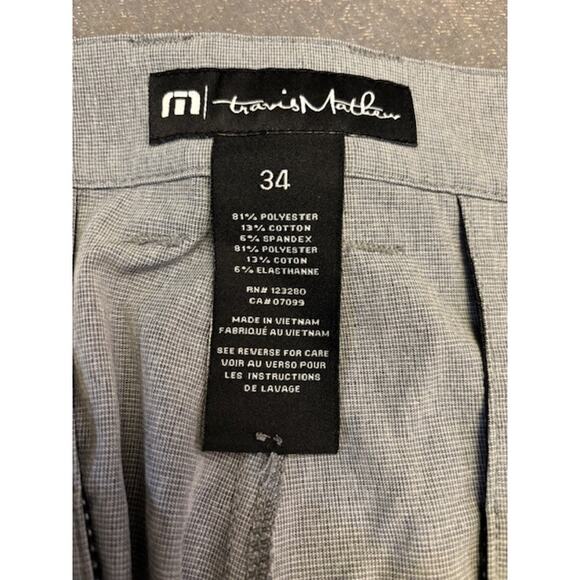 m travisMathew
34
81% POLYESTER
13% COTTON
6% SPANDEX
81% POLYESTER
13% COTON
6% ELASTHANNE
RN# 123280
CA# 07099
MADE IN VIETNAM
FABRIQUÉ AU VIETNAM
SEE REVERSE FOR CARE
VOIR AU VERSO POUR
LES INSTRUCTIONS
DE LAVAGE